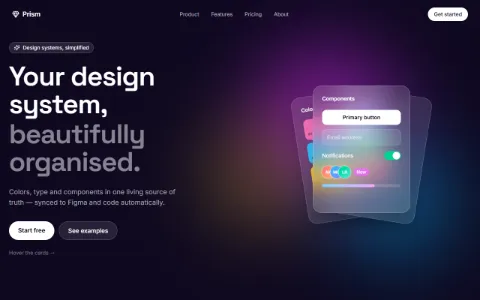 Prism
Product
Features
Pricing
About
Get started
Design systems, simplified
Your design
system,
beautifully
organised.
Colors, type and components in one living source of
truth — synced to Figma and code automatically.
Start free
See examples
Hover the cards →
Components
Primary button
Email address
Notifications